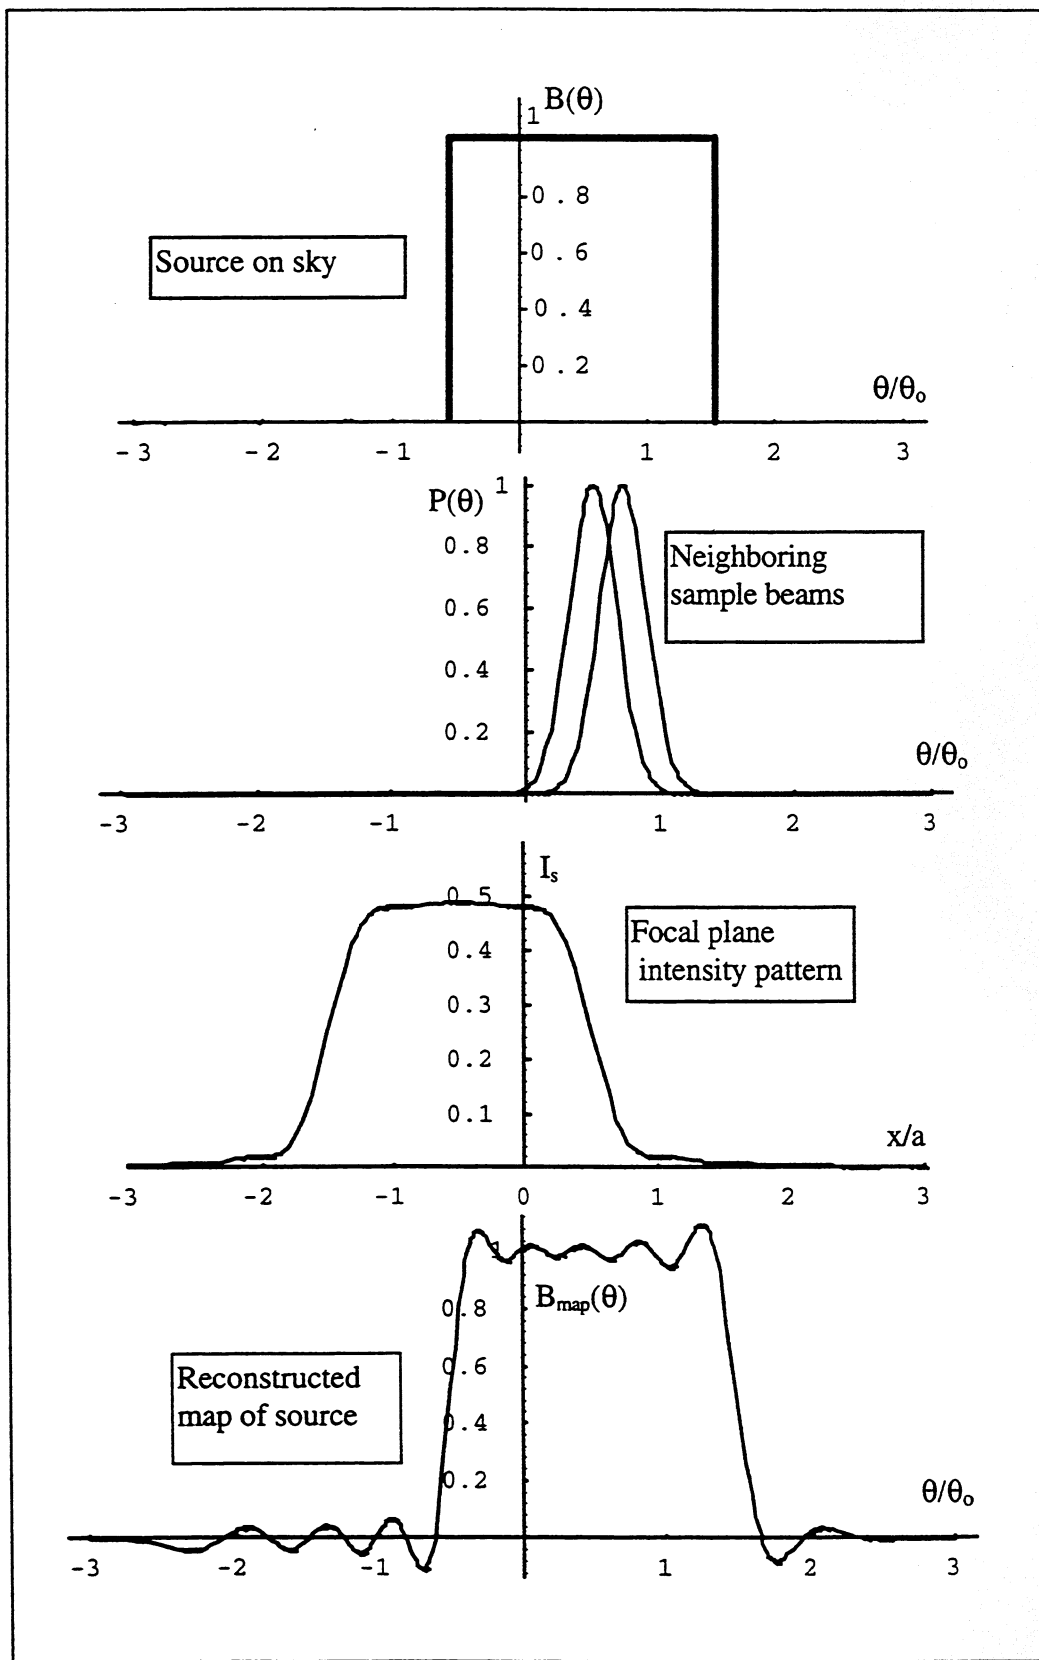 1 B(θ)
0.8
Source on sky
0.6
0.4
0.2
θ/θo
-3 -2 -1 1 2 3
P(θ) 1
0.8
Neighboring
sample beams
0.6
0.4
0.2
θ/θo
-3 -2 -1 1 2 3
Is
0.5
Focal plane
intensity pattern
0.4
0.3
0.2
0.1
x/a
-3 -2 -1 0 1 2 3
1
Bmap(θ)
0.8
Reconstructed
map of source
0.6
0.4
0.2
θ/θo
-3 -2 -1 1 2 3